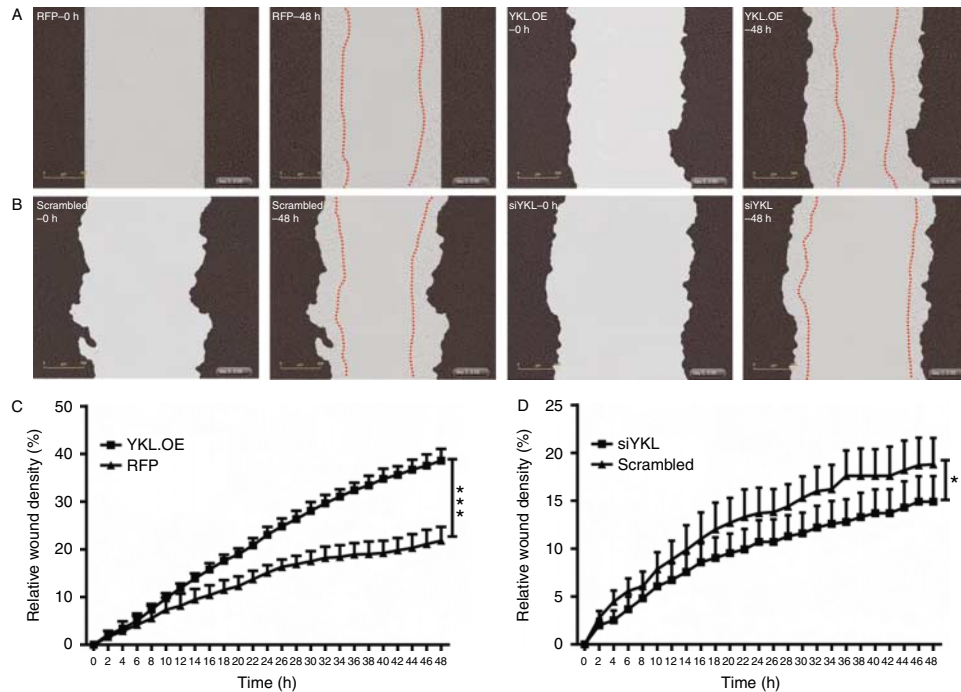 A
RFP–0 h
RFP–48 h
YKL.OE
–0 h
YKL.OE
–48 h
B
Scrambled
–0 h
Scrambled
–48 h
siYKL–0 h
siYKL
–48 h
C
Relative wound density (%)
50
40
30
20
10
0
YKL.OE
RFP
***
0 2 4 6 8 10 12 14 16 18 20 22 24 26 28 30 32 34 36 38 40 42 44 46 48
Time (h)
D
Relative wound density (%)
25
20
15
10
5
0
siYKL
Scrambled
*
0 2 4 6 8 10 12 14 16 18 20 22 24 26 28 30 32 34 36 38 40 42 44 46 48
Time (h)